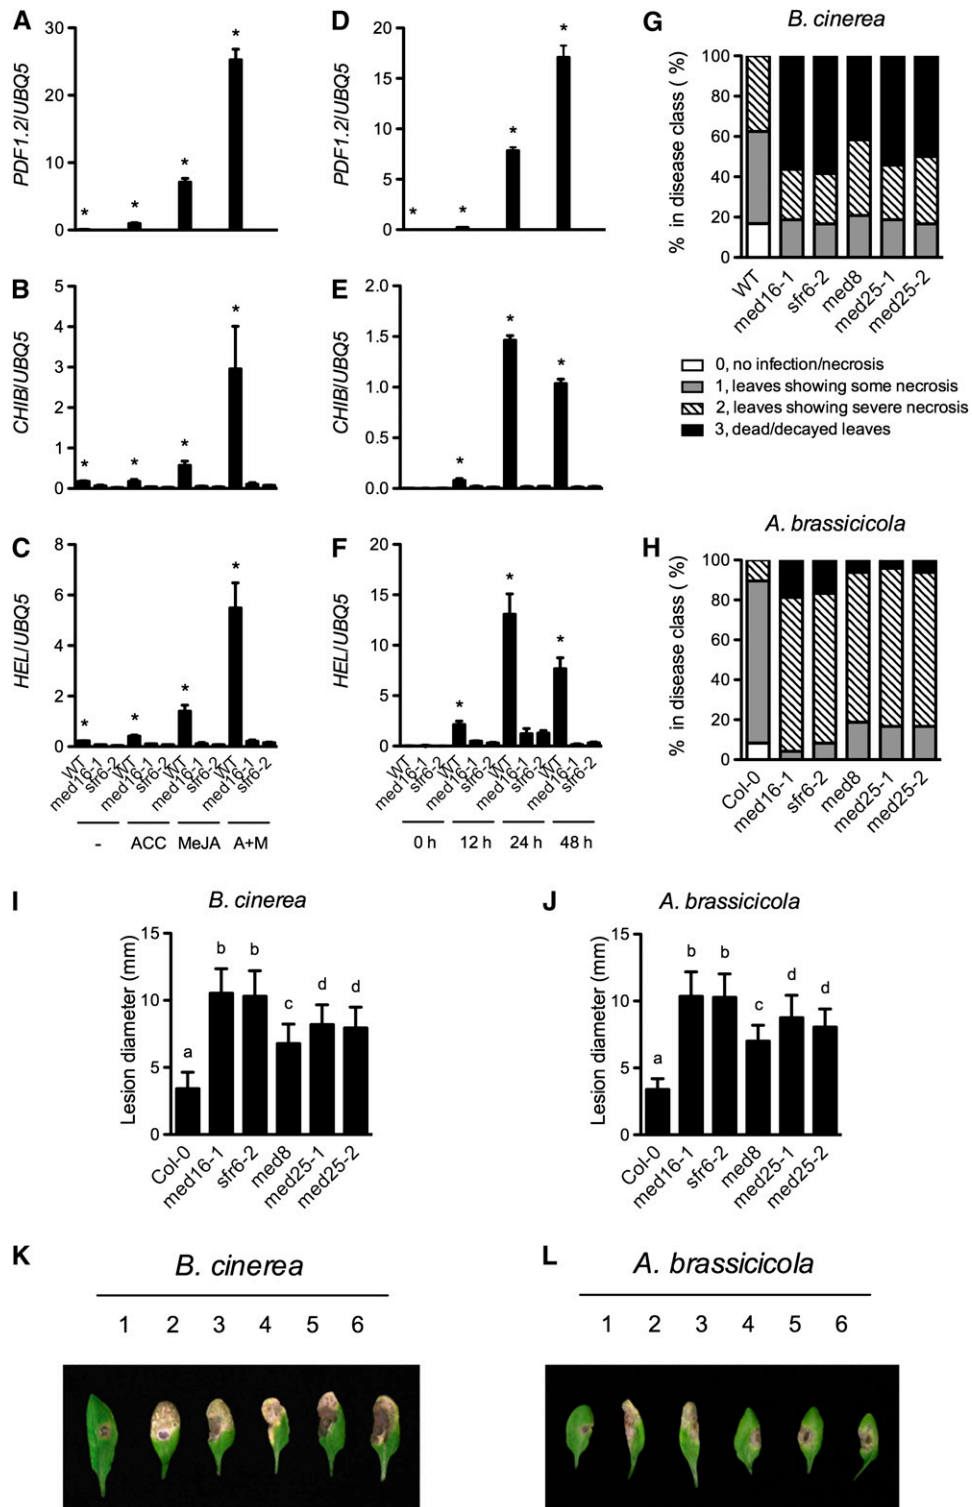 A
PDF1.2/UBQ5
30
20
10
0
* * * *
B
CHIB/UBQ5
5
4
3
2
1
0
* * * *
C
HEL/UBQ5
8
6
4
2
0
* * * *
WT med16-1 sfr6-2 WT med16-1 sfr6-2 WT med16-1 sfr6-2 WT med16-1 sfr6-2
- ACC MeJA A+M
D
PDF1.2/UBQ5
20
15
10
5
0
* * * *
E
CHIB/UBQ5
2.0
1.5
1.0
0.5
0.0
* * *
F
HEL/UBQ5
20
15
10
5
0
* * *
WT med16-1 sfr6-2 WT med16-1 sfr6-2 WT med16-1 sfr6-2 WT med16-1 sfr6-2
0 h 12 h 24 h 48 h
G
B. cinerea
% in disease class ( %)
100
80
60
40
20
0
WT med16-1 sfr6-2 med8 med25-1 med25-2
0, no infection/necrosis
1, leaves showing some necrosis
2, leaves showing severe necrosis
3, dead/decayed leaves
H
A. brassicicola
% in disease class ( %)
100
80
60
40
20
0
Col-0 med16-1 sfr6-2 med8 med25-1 med25-2
I
B. cinerea
Lesion diameter (mm)
15
10
5
0
a b b c d d
Col-0 med16-1 sfr6-2 med8 med25-1 med25-2
J
A. brassicicola
Lesion diameter (mm)
15
10
5
0
a b b c d d
Col-0 med16-1 sfr6-2 med8 med25-1 med25-2
K
B. cinerea
1 2 3 4 5 6
L
A. brassicicola
1 2 3 4 5 6